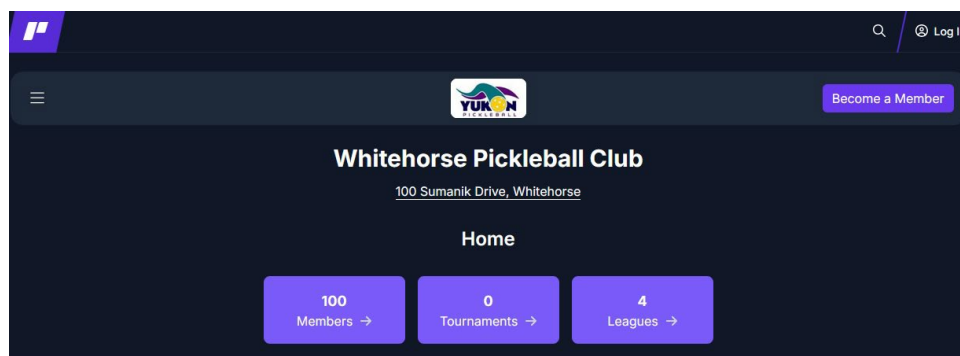 Log I
YUKON
PICKLEBALL
Become a Member
Whitehorse Pickleball Club
100 Sumanik Drive, Whitehorse
Home
100
Members →
0
Tournaments →
4
Leagues →